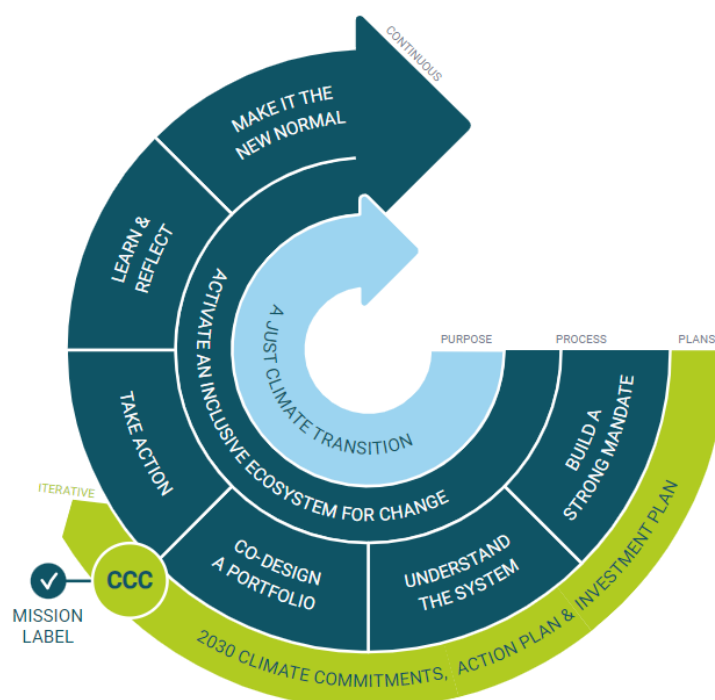 CONTINUOUS
MAKE IT THE
NEW NORMAL
LEARN &
REFLECT
ACTIVATE AN INCLUSIVE ECOSYSTEM FOR CHANGE
A JUST CLIMATE TRANSITION
PURPOSE
PROCESS
PLANS
BUILD A
STRONG MANDATE
TAKE ACTION
UNDERSTAND
THE SYSTEM
CO-DESIGN
A PORTFOLIO
ITERATIVE
CCC
MISSION
LABEL
2030 CLIMATE COMMITMENTS, ACTION PLAN & INVESTMENT PLAN